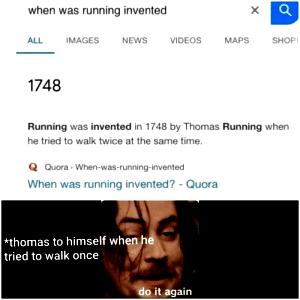 when was running invented
ALL IMAGES NEWS VIDEOS MAPS SHOP
1748
Running was invented in 1748 by Thomas Running when
he tried to walk twice at the same time.
Quora - When-was-running-invented
When was running invented? - Quora
*thomas to himself when he
tried to walk once
do it again